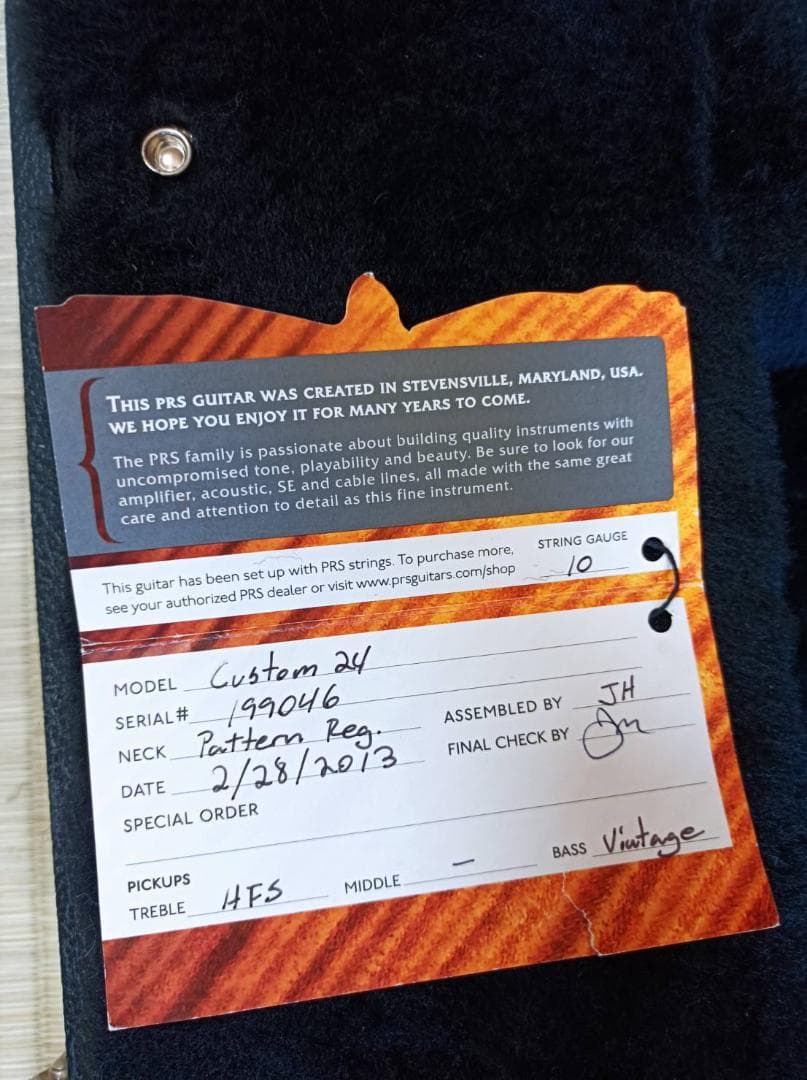 THIS PRS GUITAR WAS CREATED IN STEVENSVILLE, MARYLAND, USA.
WE HOPE YOU ENJOY IT FOR MANY YEARS TO COME.
The PRS family is passionate about building quality instruments with
uncompromised tone, playability and beauty. Be sure to look for our
amplifier, acoustic, SE and cable lines, all made with the same great
care and attention to detail as this fine instrument.
This guitar has been set up with PRS strings. To purchase more,
see your authorized PRS dealer or visit www.prsguitars.com/shop
STRING GAUGE
10
MODEL Custom 24
SERIAL# 199046
NECK Pattern Reg.
DATE 2/28/2013
ASSEMBLED BY JH
FINAL CHECK BY
SPECIAL ORDER
PICKUPS
TREBLE HFS MIDDLE - BASS Vintage